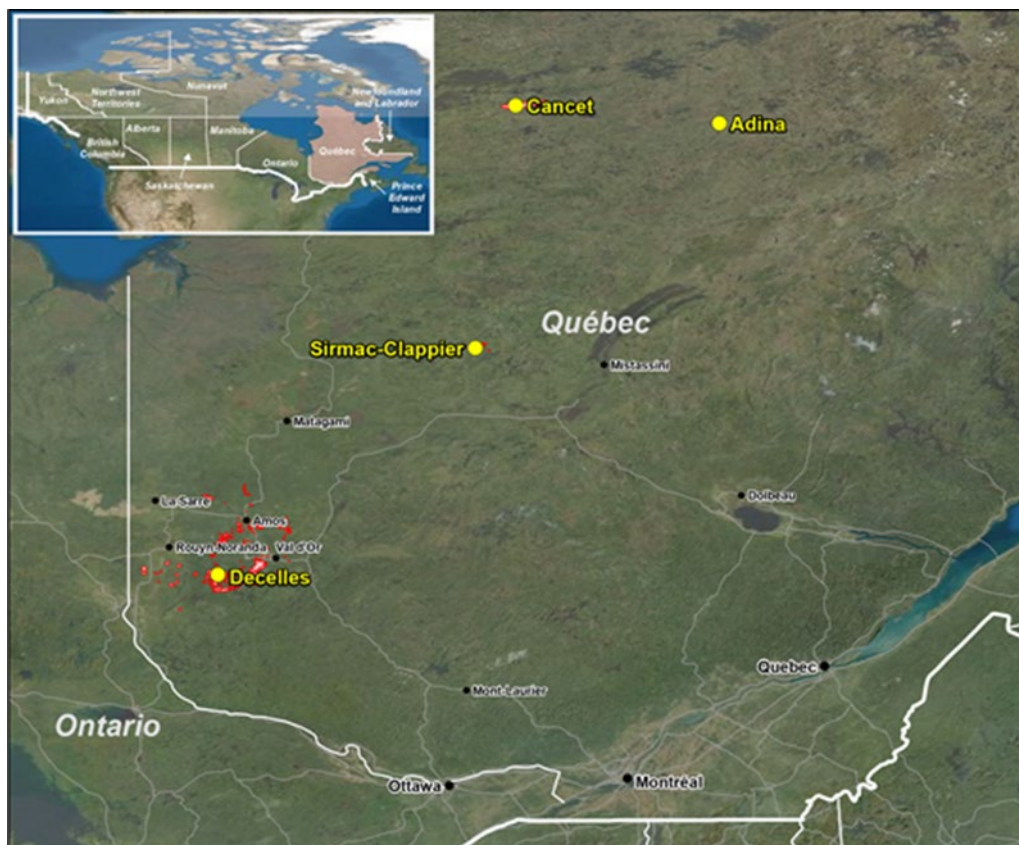 Nunavut
Yukon
Northwest
Territories
Newfoundland
and Labrador
Alberta
Manitoba
British
Columbia
Québec
Ontario
Saskatchewan
Prince
Edward
Island
Cancet
Adina
Québec
Sirmac-Clappier
Mistassini
Matagami
La Sarre
Dolbeau
Amos
Rouyn-Noranda
Val d'Or
Decelles
Québec
Mont-Laurier
Ontario
Ottawa
Montréal